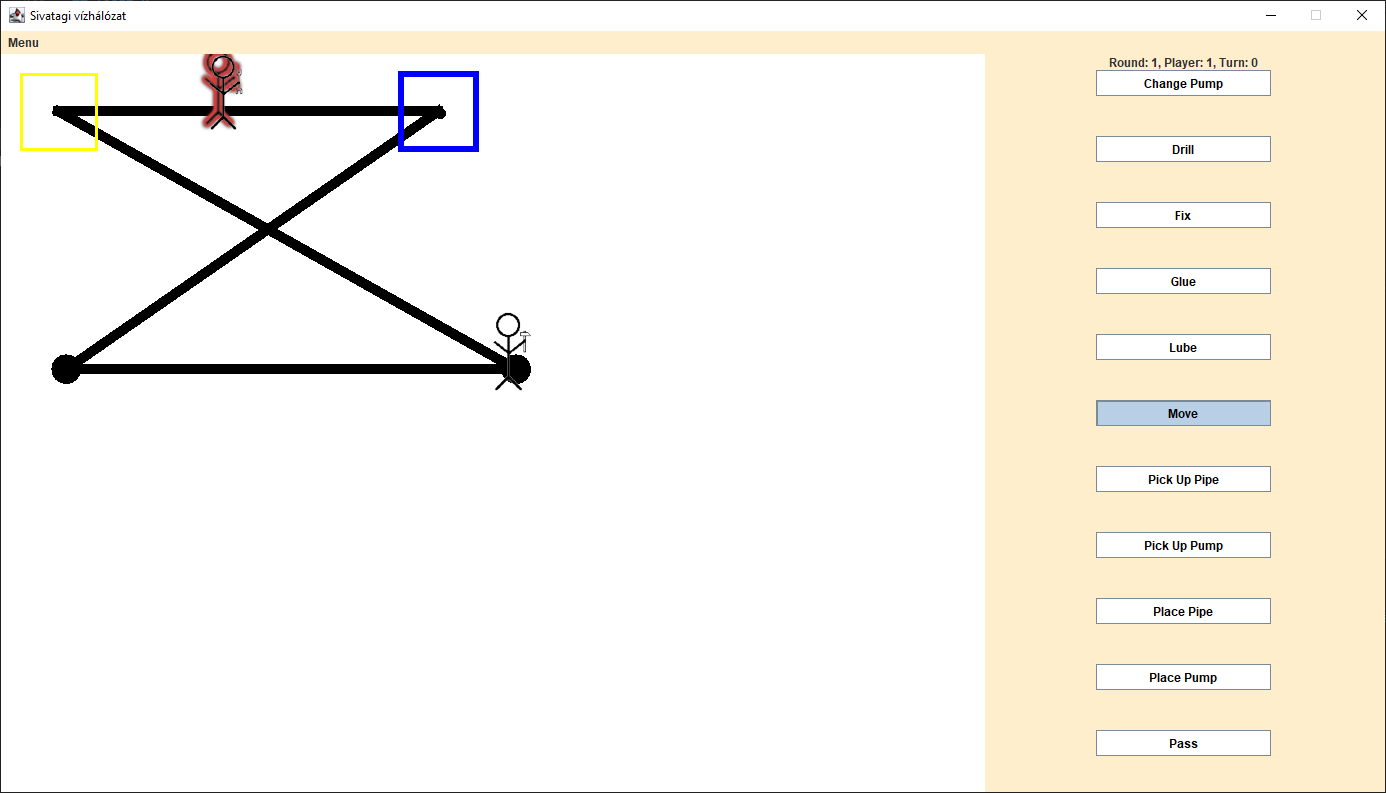 Sivatagi vízhálózat
Menu
Round: 1, Player: 1, Turn: 0
Change Pump
Drill
Fix
Glue
Lube
Move
Pick Up Pipe
Pick Up Pump
Place Pipe
Place Pump
Pass